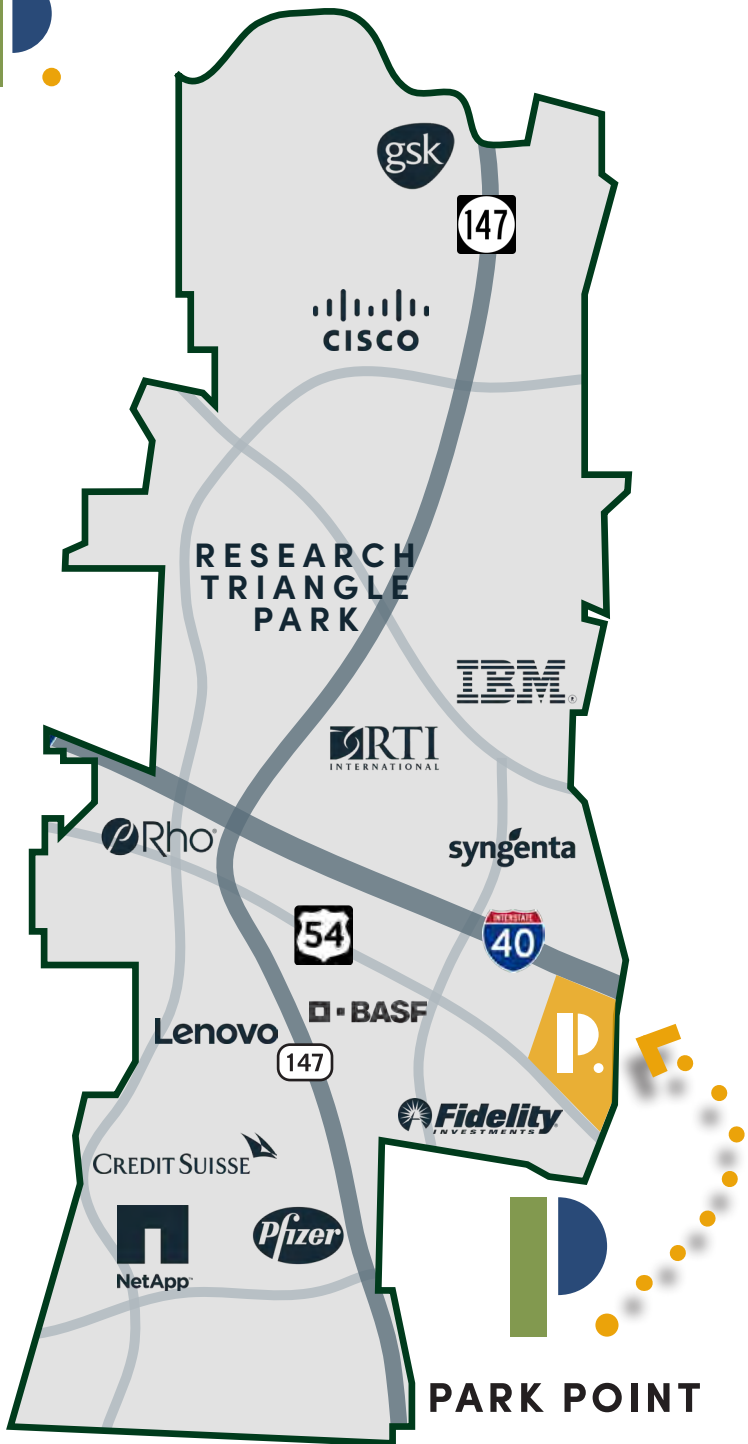 gsk
147
CISCO
RESEARCH
TRIANGLE
PARK
IBM®
RTI
INTERNATIONAL
Rho®
syngenta
54
INTERSTATE
40
BASF
Lenovo
147
P.
Fidelity
INVESTMENTS
CREDIT SUISSE
Pfizer
NetApp™
P.
PARK POINT